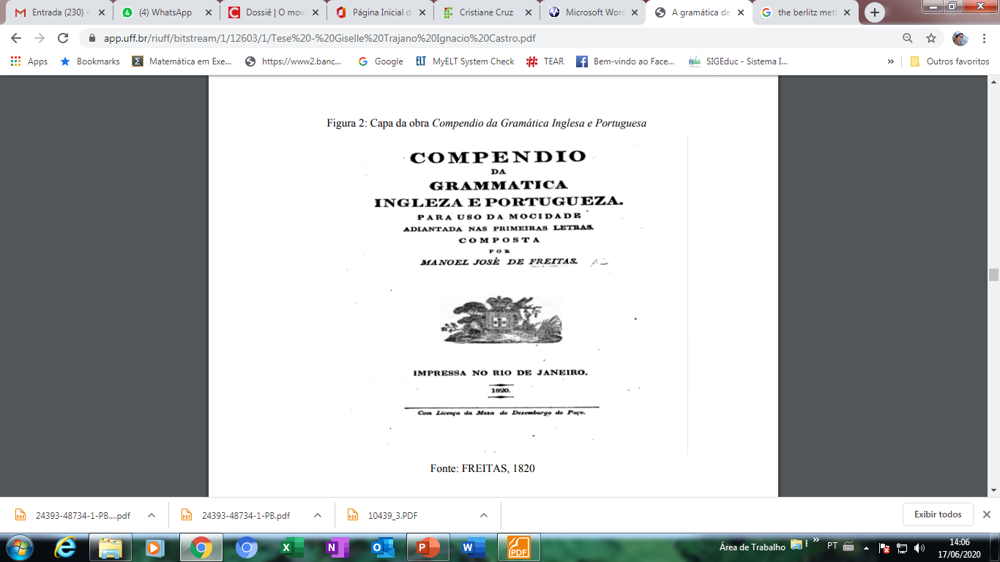 Entrada (230) -
(4) WhatsApp
Dossiê | O mov
Página Inicial d
Cristiane Cruz
Microsoft Word
A gramática de
the berlitz met
app.uff.br/riuff/bitstream/1/12603/1/Tese%20-%20Giselle%20Trajano%20Ignacio%20Castro.pdf
Apps
Bookmarks
Matemática em Exe...
https://www2.banc...
Google
MyELT System Check
TEAR
Bem-vindo ao Face...
SIGEduc - Sistema I...
»
Outros favoritos
Figura 2: Capa da obra Compendio da Gramática Inglesa e Portuguesa
COMPENDIO
DA
GRAMMATICA
INGLEZA E PORTUGUEZA.
PARA USO DA MOCIDADE
ADIANTADA NAS PRIMEIRAS LETRAS.
COMPOSTA
POR
MANOEL JOSÉ DE FREITAS.
IMPRESSA NO RIO DE JANEIRO.
1820.
Com Licença da Meza do Dezembargo do Paço.
Fonte: FREITAS, 1820
24393-48734-1-PB....pdf
24393-48734-1-PB.pdf
10439_3.PDF
Exibir todos
Área de Trabalho
»
PT
14:06
17/06/2020